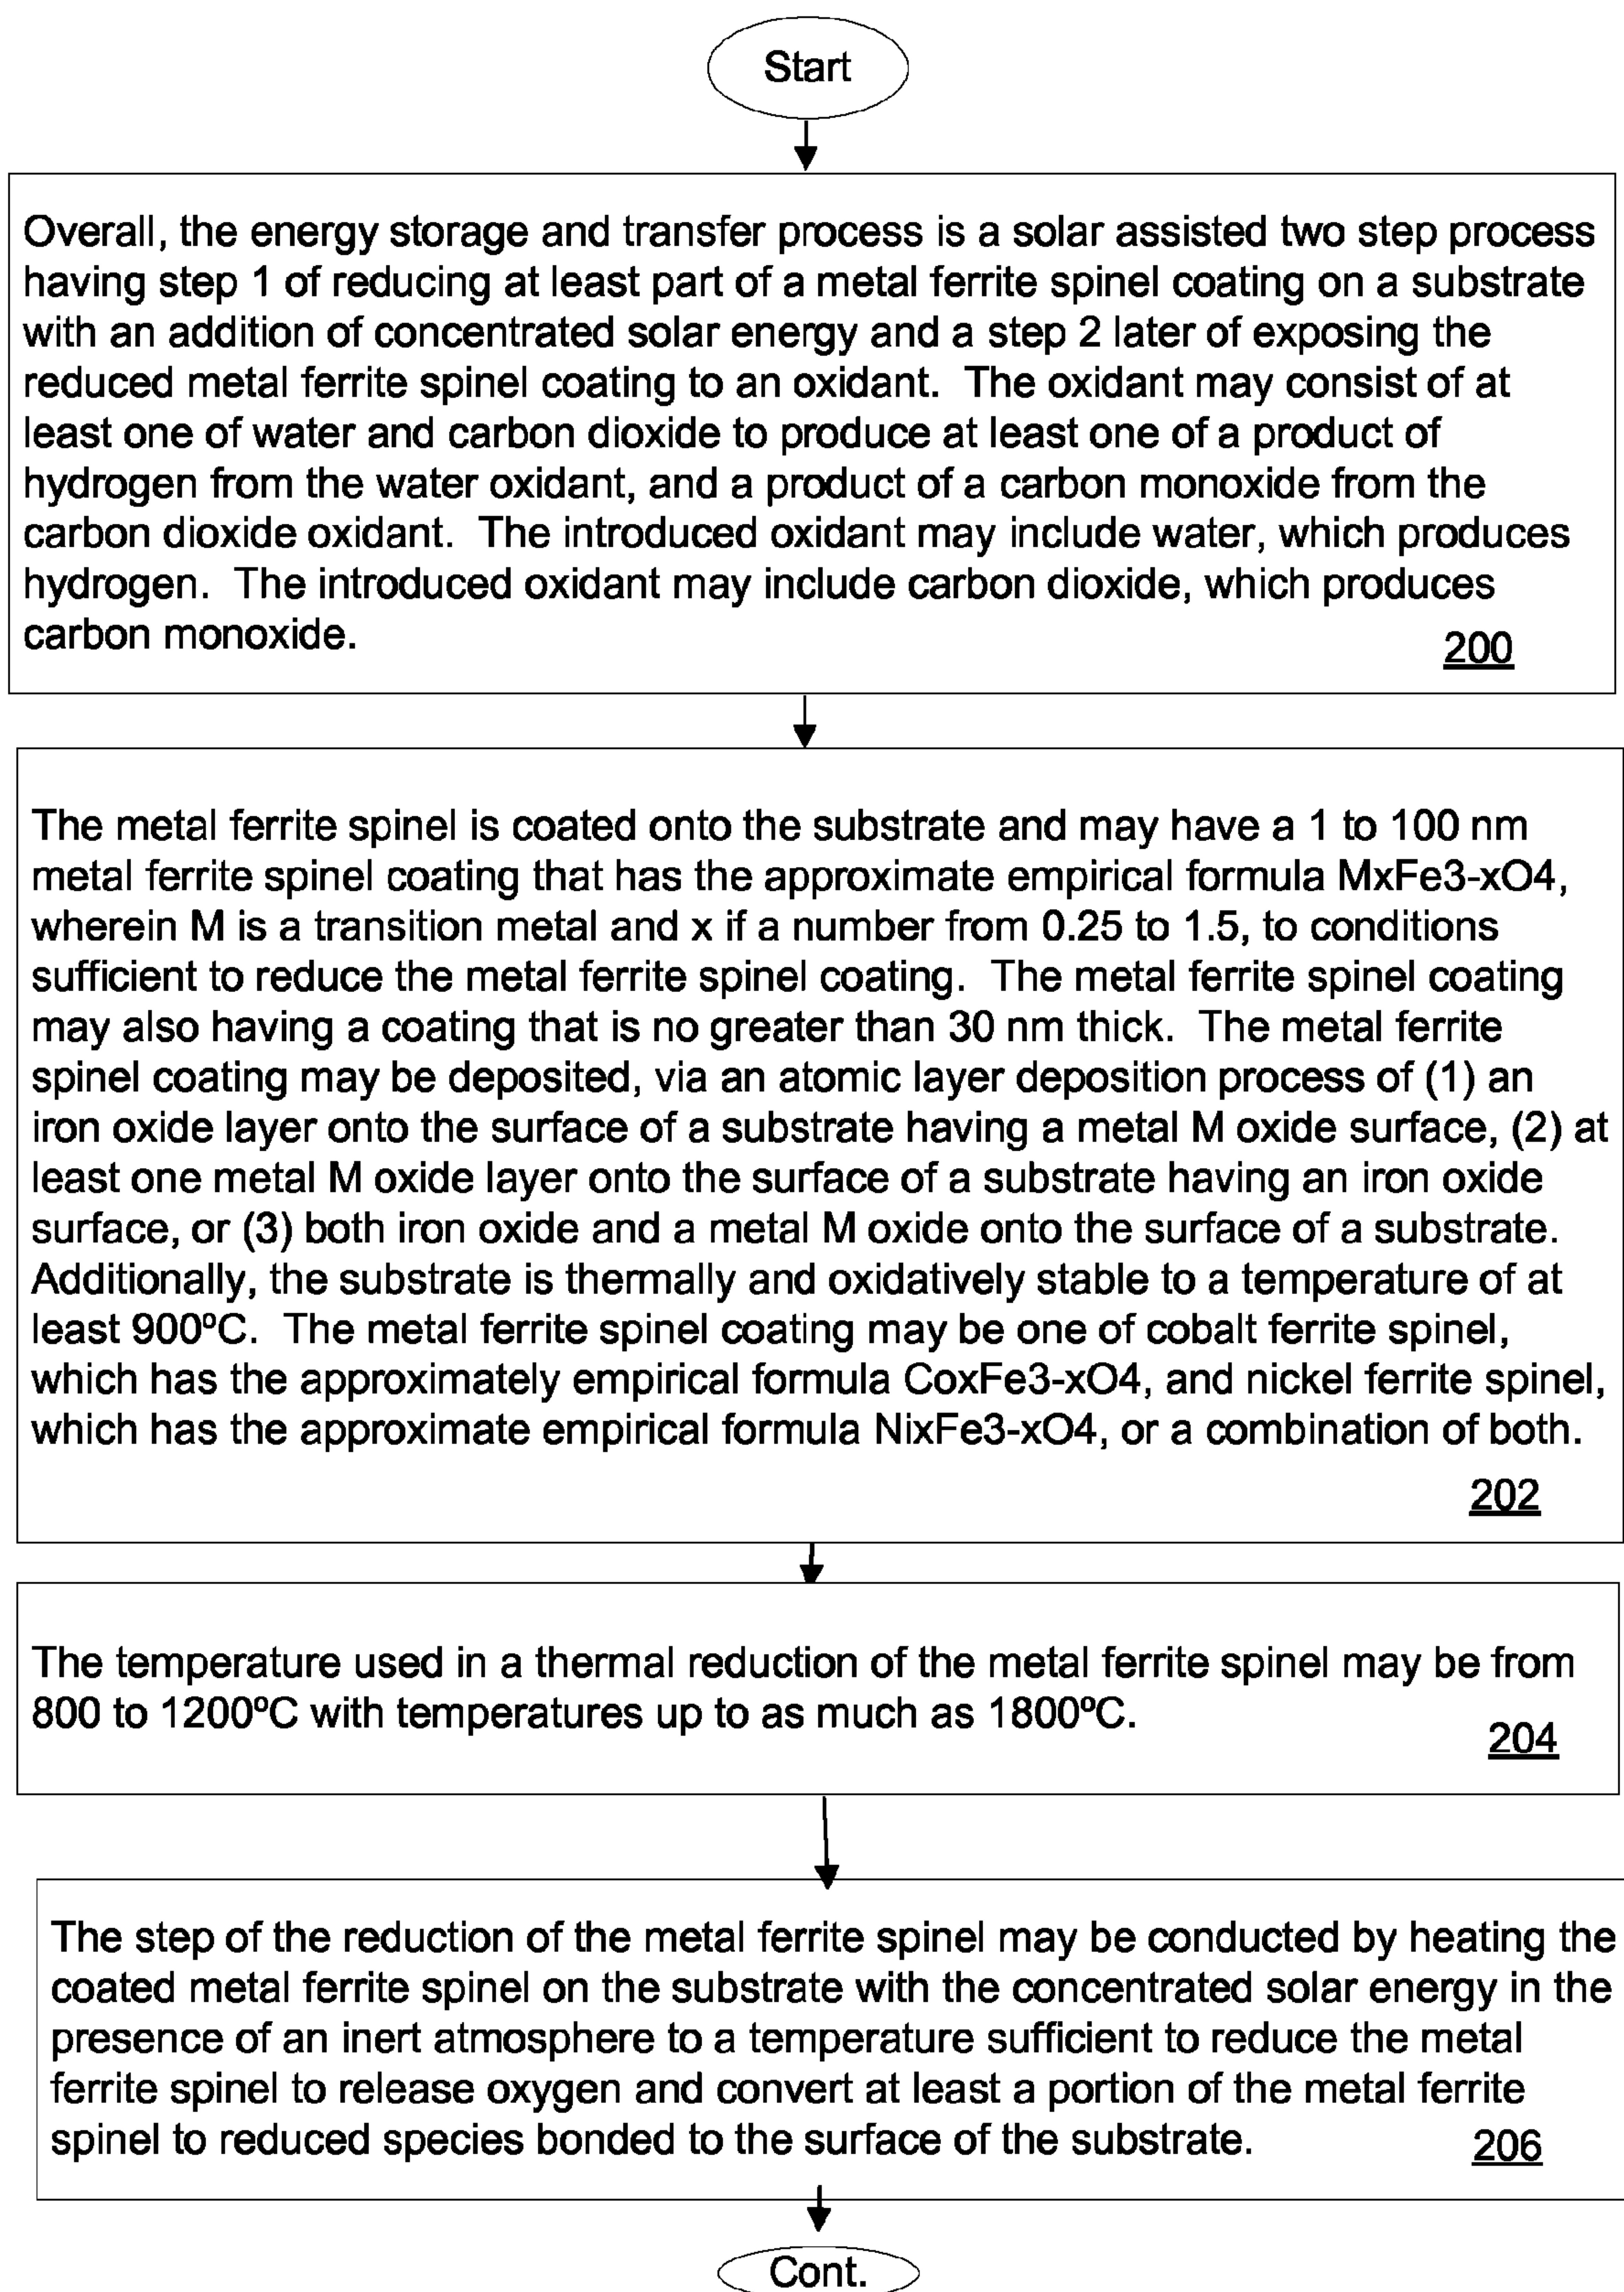 Start
Overall, the energy storage and transfer process is a solar assisted two step process
having step 1 of reducing at least part of a metal ferrite spinel coating on a substrate
with an addition of concentrated solar energy and a step 2 later of exposing the
reduced metal ferrite spinel coating to an oxidant.  The oxidant may consist of at
least one of water and carbon dioxide to produce at least one of a product of
hydrogen from the water oxidant, and a product of a carbon monoxide from the
carbon dioxide oxidant.  The introduced oxidant may include water, which produces
hydrogen.  The introduced oxidant may include carbon dioxide, which produces
carbon monoxide.
200
The metal ferrite spinel is coated onto the substrate and may have a 1 to 100 nm
metal ferrite spinel coating that has the approximate empirical formula MxFe3-xO4,
wherein M is a transition metal and x if a number from 0.25 to 1.5, to conditions
sufficient to reduce the metal ferrite spinel coating.  The metal ferrite spinel coating
may also having a coating that is no greater than 30 nm thick.  The metal ferrite
spinel coating may be deposited, via an atomic layer deposition process of (1) an
iron oxide layer onto the surface of a substrate having a metal M oxide surface, (2) at
least one metal M oxide layer onto the surface of a substrate having an iron oxide
surface, or (3) both iron oxide and a metal M oxide onto the surface of a substrate.
Additionally, the substrate is thermally and oxidatively stable to a temperature of at
least 900ºC.  The metal ferrite spinel coating may be one of cobalt ferrite spinel,
which has the approximately empirical formula CoxFe3-xO4, and nickel ferrite spinel,
which has the approximate empirical formula NixFe3-xO4, or a combination of both.
202
The temperature used in a thermal reduction of the metal ferrite spinel may be from
800 to 1200ºC with temperatures up to as much as 1800ºC.
204
The step of the reduction of the metal ferrite spinel may be conducted by heating the
coated metal ferrite spinel on the substrate with the concentrated solar energy in the
presence of an inert atmosphere to a temperature sufficient to reduce the metal
ferrite spinel to release oxygen and convert at least a portion of the metal ferrite
spinel to reduced species bonded to the surface of the substrate.
206
Cont.